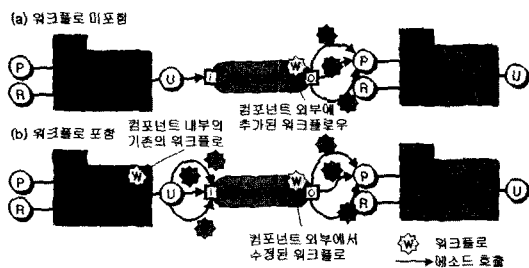 (a) 워크플로 미포함
P
R
U
i
W
O
P
R
컴포넌트 외부에
추가된 워크플로우
(b) 워크플로 포함
컴포넌트 내부의
기존의 워크플로
P
R
W
U
i
W
O
P
R
컴포넌트 외부에서
수정된 워크플로
W 워크플로
메소드 호출